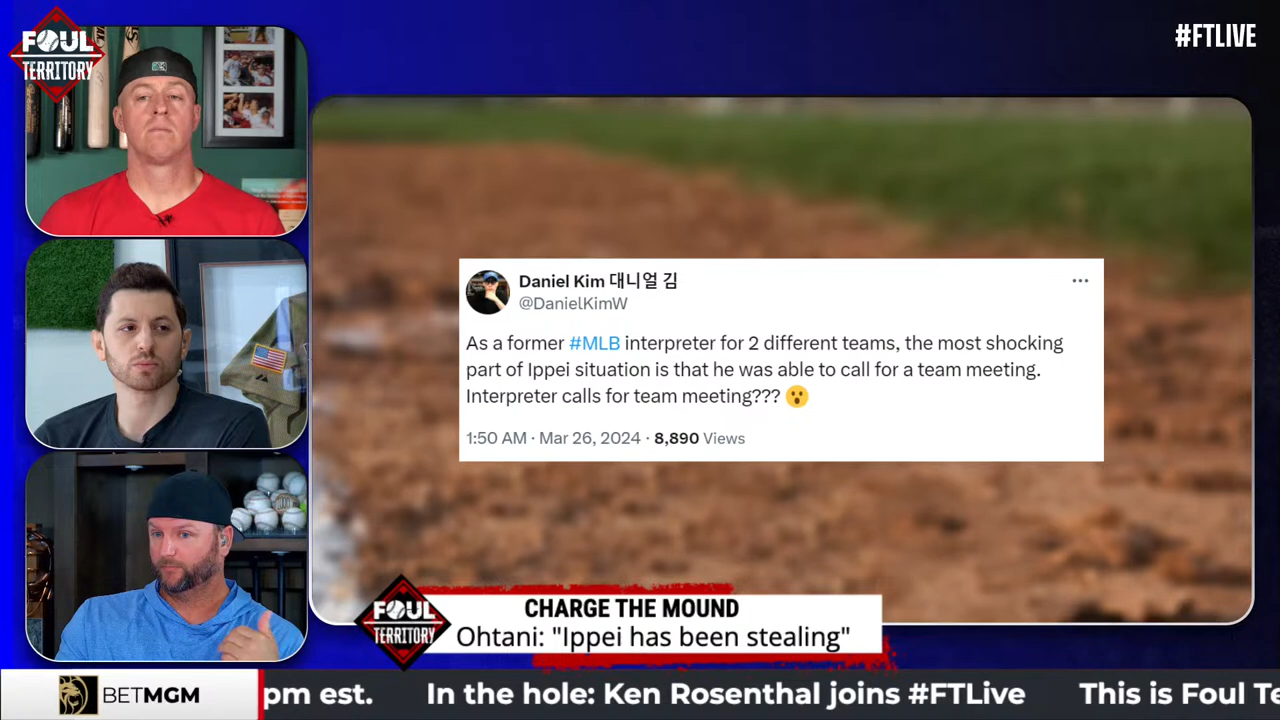 FOUL
TERRITORY
#FTLIVE
Daniel Kim 대니얼 김
@DanielKimW
As a former #MLB interpreter for 2 different teams, the most shocking
part of Ippei situation is that he was able to call for a team meeting.
Interpreter calls for team meeting??? 😮
1:50 AM · Mar 26, 2024 · 8,890 Views
FOUL
TERRITORY
CHARGE THE MOUND
Ohtani: "Ippei has been stealing"
BETMGM
pm est. In the hole: Ken Rosenthal joins #FTLive This is Foul Te